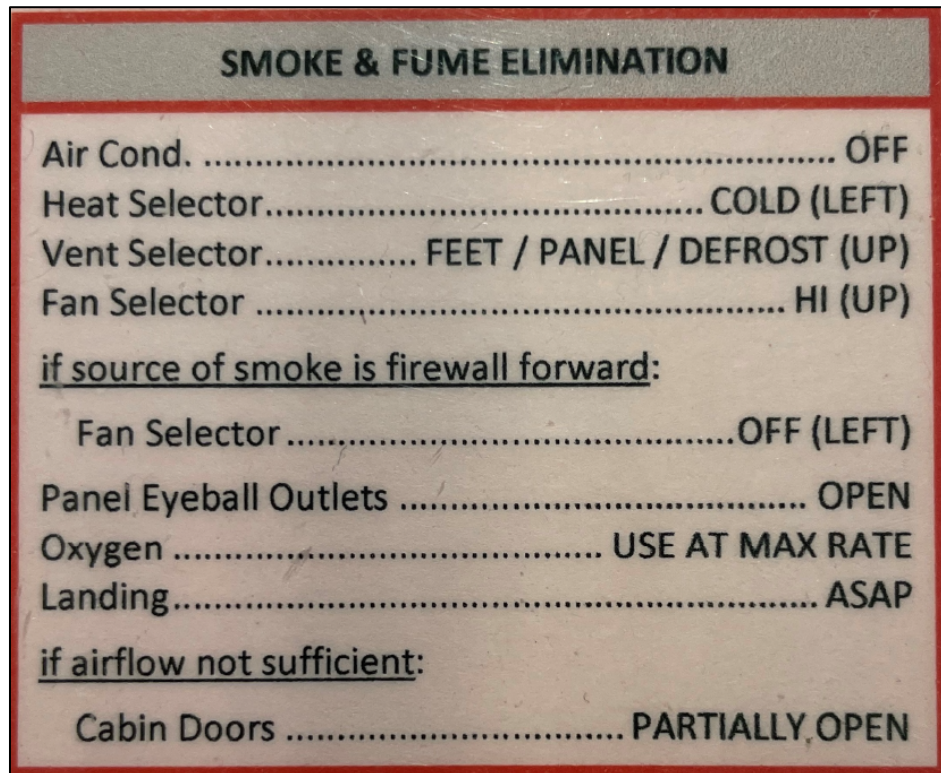 SMOKE & FUME ELIMINATION
Air Cond. ................................................................ OFF
Heat Selector........................................... COLD (LEFT)
Vent Selector............... FEET / PANEL / DEFROST (UP)
Fan Selector .................................................... HI (UP)
if source of smoke is firewall forward:
Fan Selector............................................OFF (LEFT)
Panel Eyeball Outlets ........................................ OPEN
Oxygen .......................................... USE AT MAX RATE
Landing................................................................ ASAP
if airflow not sufficient:
Cabin Doors ................................. PARTIALLY OPEN